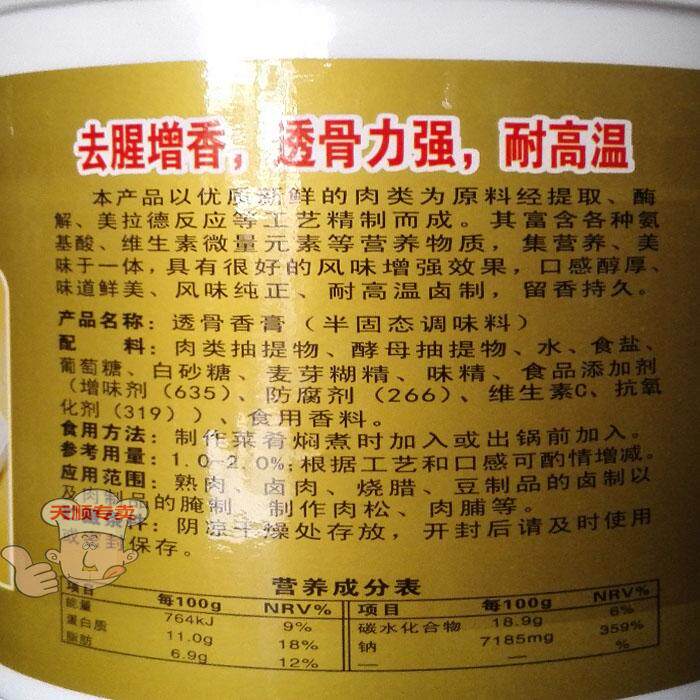 去腥增香，透骨力强，耐高温
本产品以优质新鲜的肉类为原料经提取、酶
解、美拉德反应等工艺精制而成。其富含各种氨
基酸、维生素微量元素等营养物质，集营养、美
味于一体，具有很好的风味增强效果，口感醇厚、
味道鲜美、风味纯正、耐高温卤制，留香持久。
产品名称：透骨香膏（半固态调味料）
配 料：肉类抽提物、酵母抽提物、水、食盐、
葡萄糖、白砂糖、麦芽糊精、味精、食品添加剂
（增味剂（635）、防腐剂（266）、维生素C、抗氧
化剂（319））、食用香料。
食用方法：制作菜肴焖煮时加入或出锅前加入。
参考用量：1.0-2.0%;根据工艺和口感可酌情增减。
应用范围：熟肉、卤肉、烧腊、豆制品的卤制以
及肉制品的腌制、制作肉松、肉脯等。
件：阴凉干燥处存放，开封后请及时使用
或密封保存。
天顺专卖
营养成分表
项目 每100g NRV% 项目 每100g NRV%
能量 764kJ 9% 碳水化合物 18.9g 6%
蛋白质 11.0g 18% 钠 7185mg 359%
脂肪 6.9g 12% — — %